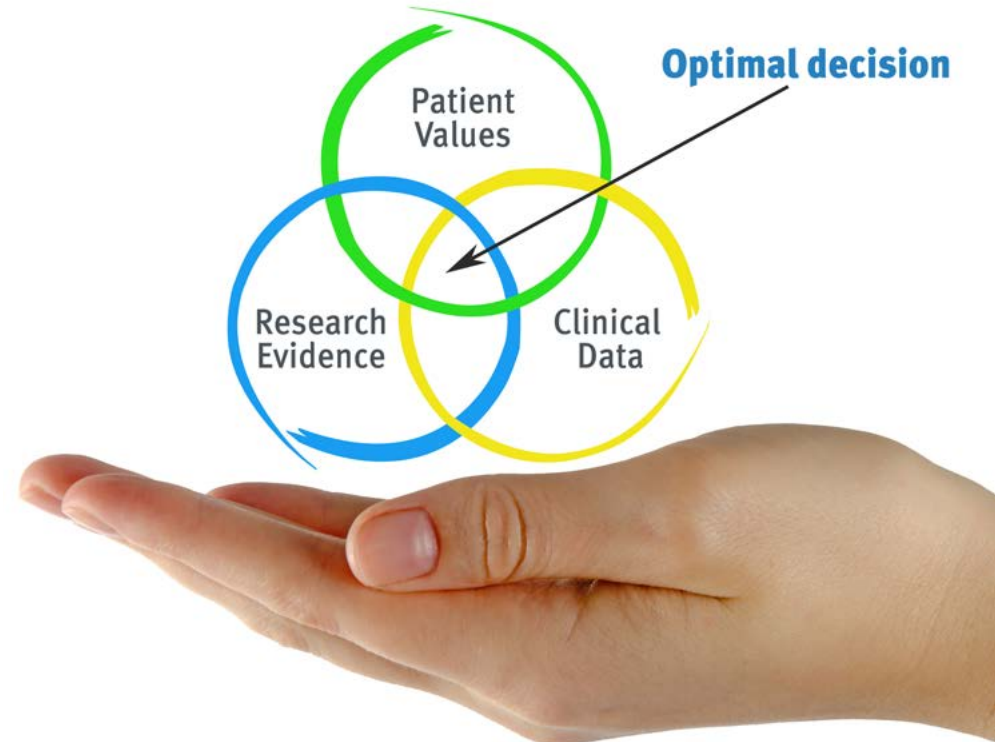 Optimal decision
Patient
Values
Research
Evidence
Clinical
Data